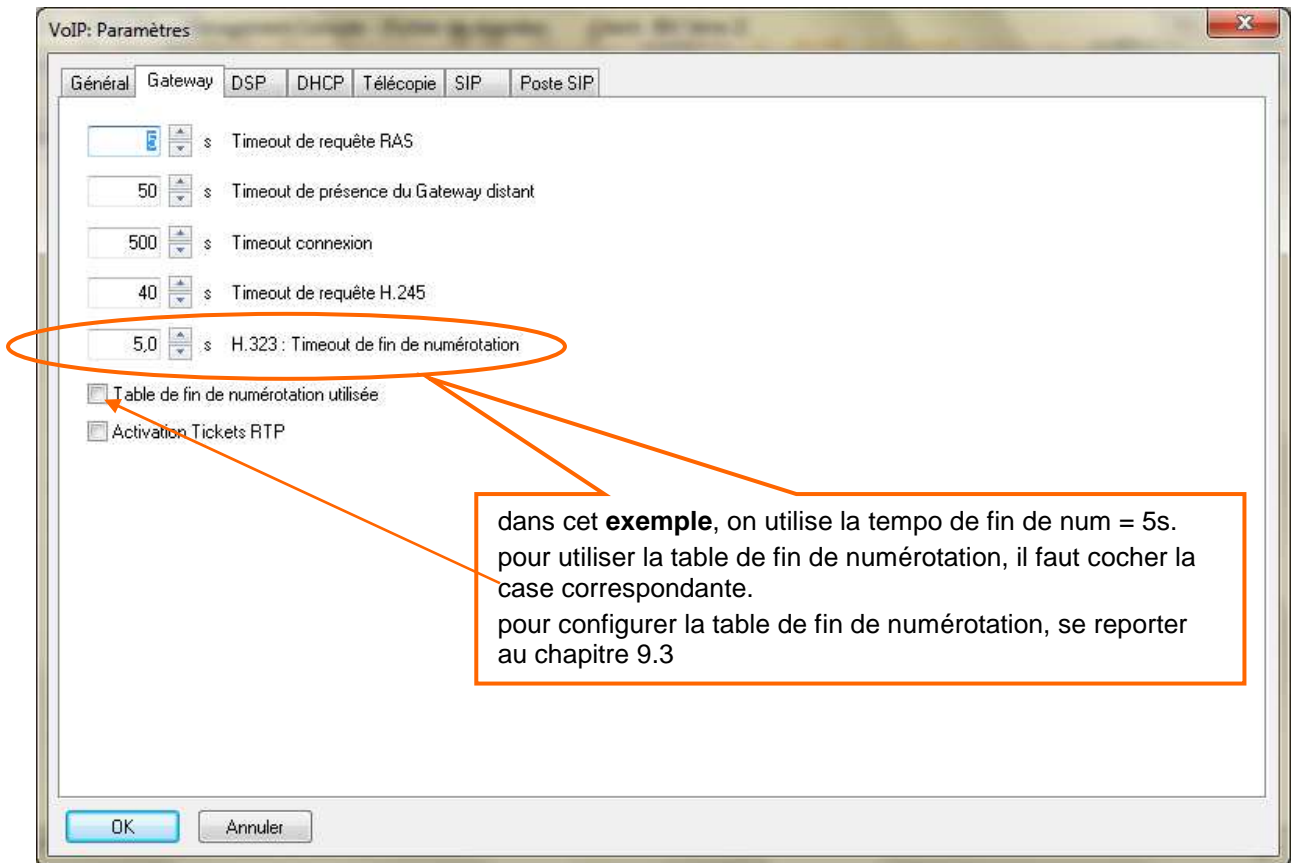 VoIP: Paramètres
Général Gateway DSP DHCP Télécopie SIP Poste SIP
s Timeout de requête RAS
50 s Timeout de présence du Gateway distant
500 s Timeout connexion
40 s Timeout de requête H.245
5,0 s H.323 : Timeout de fin de numérotation
Table de fin de numérotation utilisée
Activation Tickets RTP
dans cet exemple, on utilise la tempo de fin de num = 5s.
pour utiliser la table de fin de numérotation, il faut cocher la
case correspondante.
pour configurer la table de fin de numérotation, se reporter
au chapitre 9.3
OK Annuler